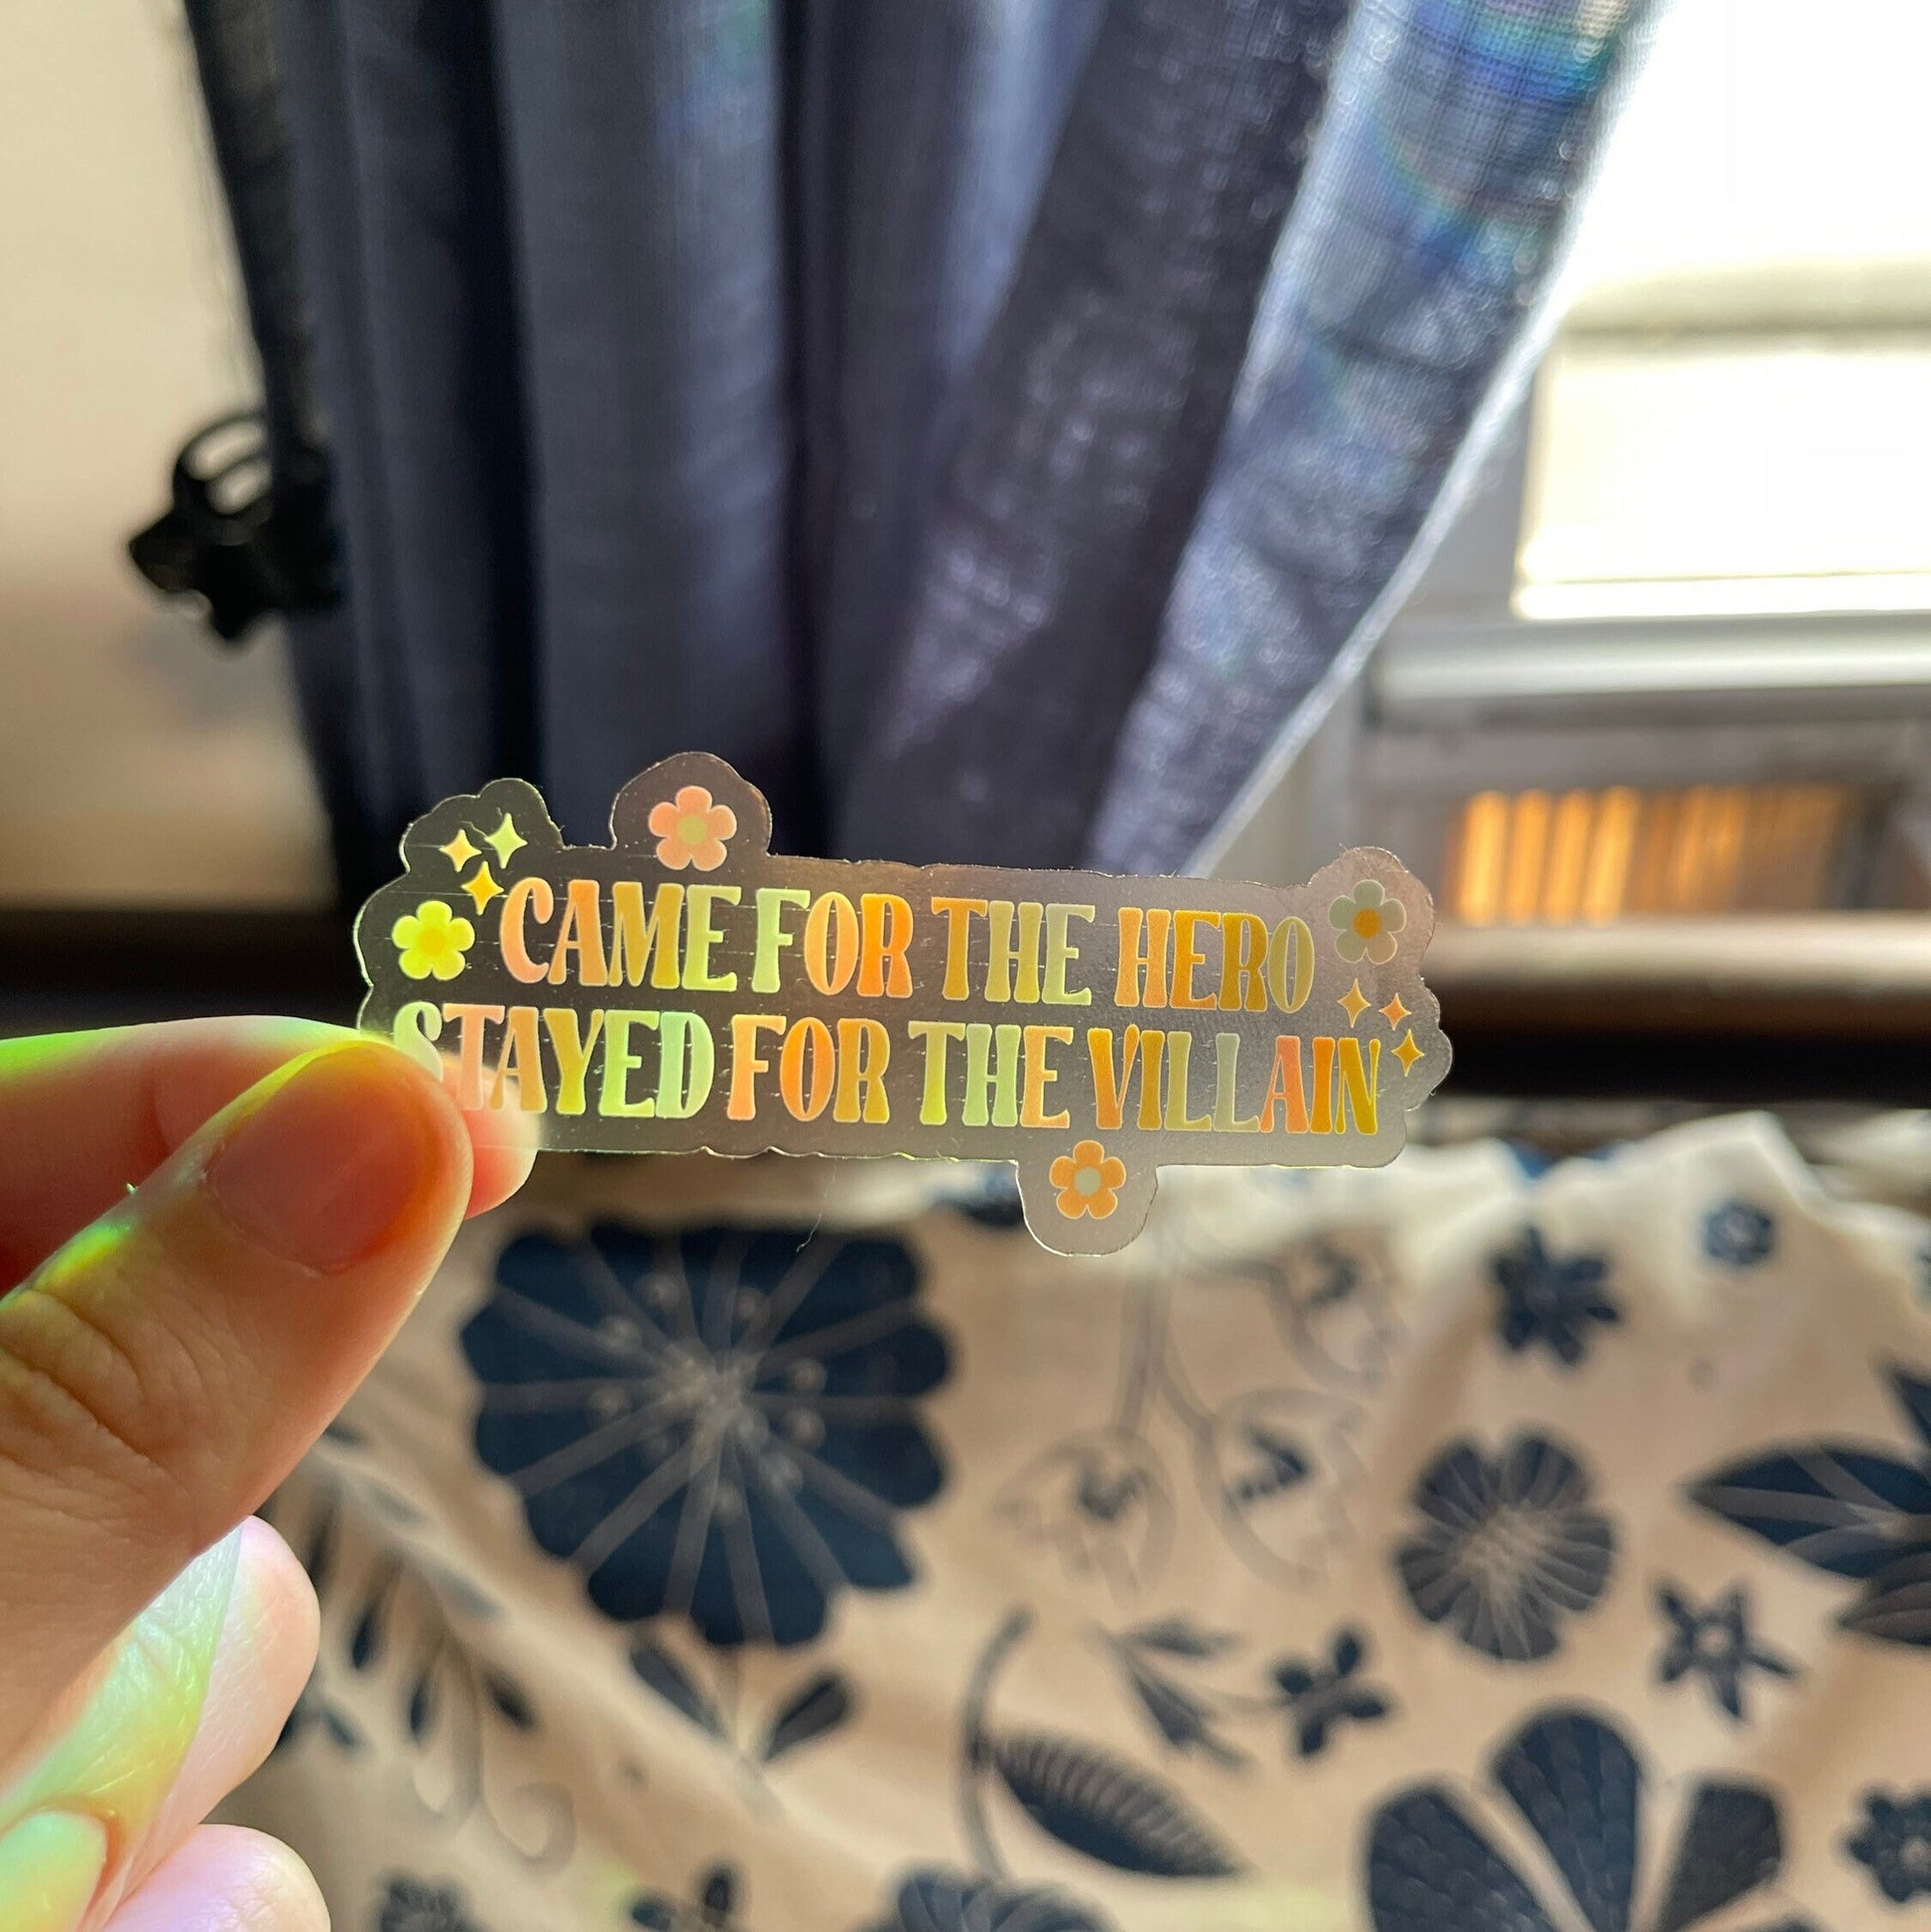 CAME FOR THE HERO
STAYED FOR THE VILLAIN